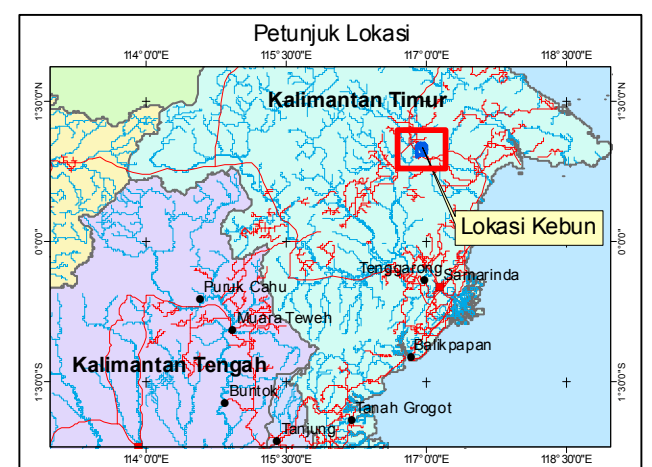 Petunjuk Lokasi
114°0'0"E 115°30'0"E 117°0'0"E 118°30'0"E
1°30'0"N 1°30'0"N
Kalimantan Timur
Lokasi Kebun
0°0'0" 0°0'0"
Tenggarong Samarinda
Puruk Cahu
Muara Teweh
Balikpapan
Kalimantan Tengah
1°30'0"S 1°30'0"S
Buntok
Tanah Grogot
Tanjung
114°0'0"E 115°30'0"E 117°0'0"E 118°30'0"E